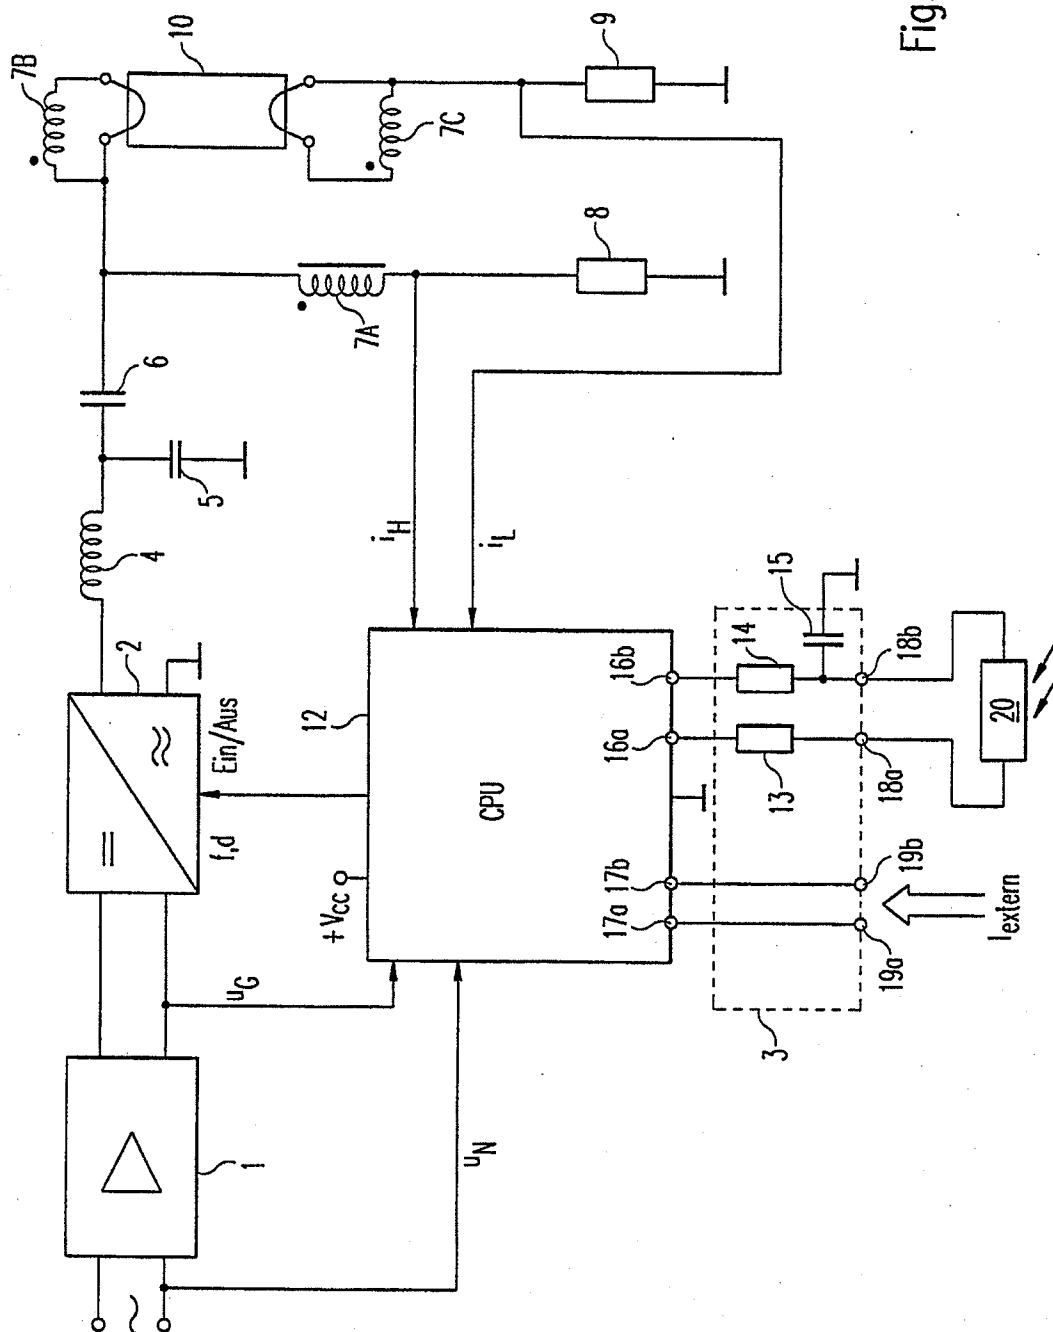 Fig.
7B
10
7C
9
8
7A
6
5
4
2
Ein/Aus
f,d
i_H
i_L
12
CPU
+Vcc
u_G
1
u_N
16b
16a
17b
17a
14
15
13
18b
18a
19b
19a
3
20
I_extern